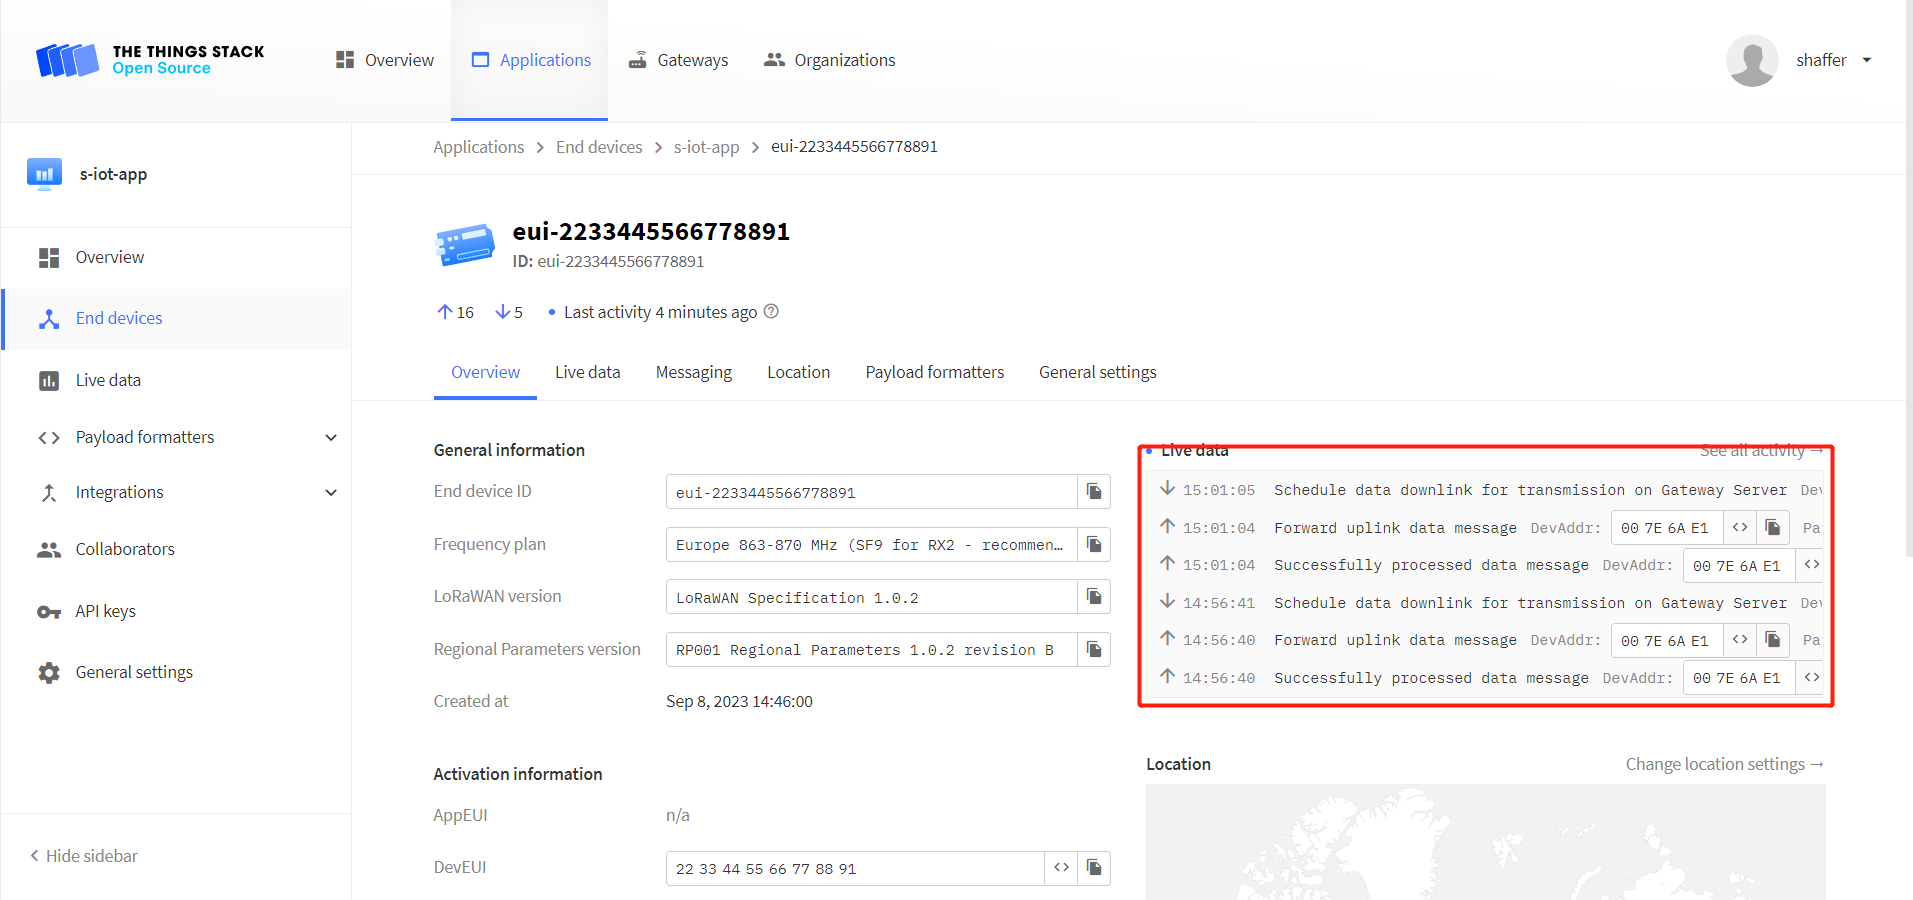 THE THINGS STACK
Open Source
Overview
Applications
Gateways
Organizations
shaffer
s-iot-app
Overview
End devices
Live data
Payload formatters
Integrations
Collaborators
API keys
General settings
Hide sidebar
Applications > End devices > s-iot-app > eui-2233445566778891
eui-2233445566778891
ID: eui-2233445566778891
↑ 16 ↓ 5 • Last activity 4 minutes ago ?
Overview Live data Messaging Location Payload formatters General settings
General information
End device ID eui-2233445566778891
Frequency plan Europe 863-870 MHz (SF9 for RX2 - recommen…
LoRaWAN version LoRaWAN Specification 1.0.2
Regional Parameters version RP001 Regional Parameters 1.0.2 revision B
Created at Sep 8, 2023 14:46:00
Activation information
AppEUI n/a
DevEUI 22 33 44 55 66 77 88 91 <>
• Live data See all activity →
↓ 15:01:05 Schedule data downlink for transmission on Gateway Server Dev
↑ 15:01:04 Forward uplink data message DevAddr: 00 7E 6A E1 <> Pa
↑ 15:01:04 Successfully processed data message DevAddr: 00 7E 6A E1 <>
↓ 14:56:41 Schedule data downlink for transmission on Gateway Server Dev
↑ 14:56:40 Forward uplink data message DevAddr: 00 7E 6A E1 <> Pa
↑ 14:56:40 Successfully processed data message DevAddr: 00 7E 6A E1 <>
Location Change location settings →